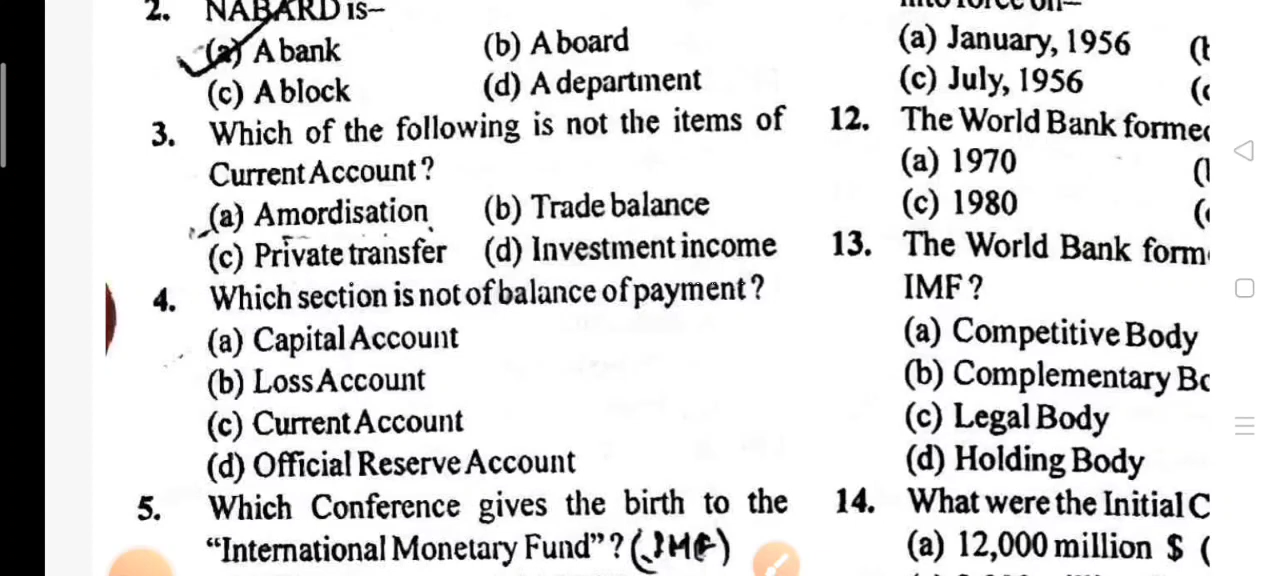 2. NABARD is–
(a) A bank (b) A board
(c) A block (d) A department
3. Which of the following is not the items of
Current Account ?
(a) Amordisation (b) Trade balance
(c) Private transfer (d) Investment income
4. Which section is not of balance of payment ?
(a) Capital Account
(b) Loss Account
(c) Current Account
(d) Official Reserve Account
5. Which Conference gives the birth to the
“International Monetary Fund” ? (IMF)
(a) January, 1956
(c) July, 1956
12. The World Bank formed
(a) 1970
(c) 1980
13. The World Bank form
IMF ?
(a) Competitive Body
(b) Complementary
(c) Legal Body
(d) Holding Body
14. What were the Initial C
(a) 12,000 million $ (